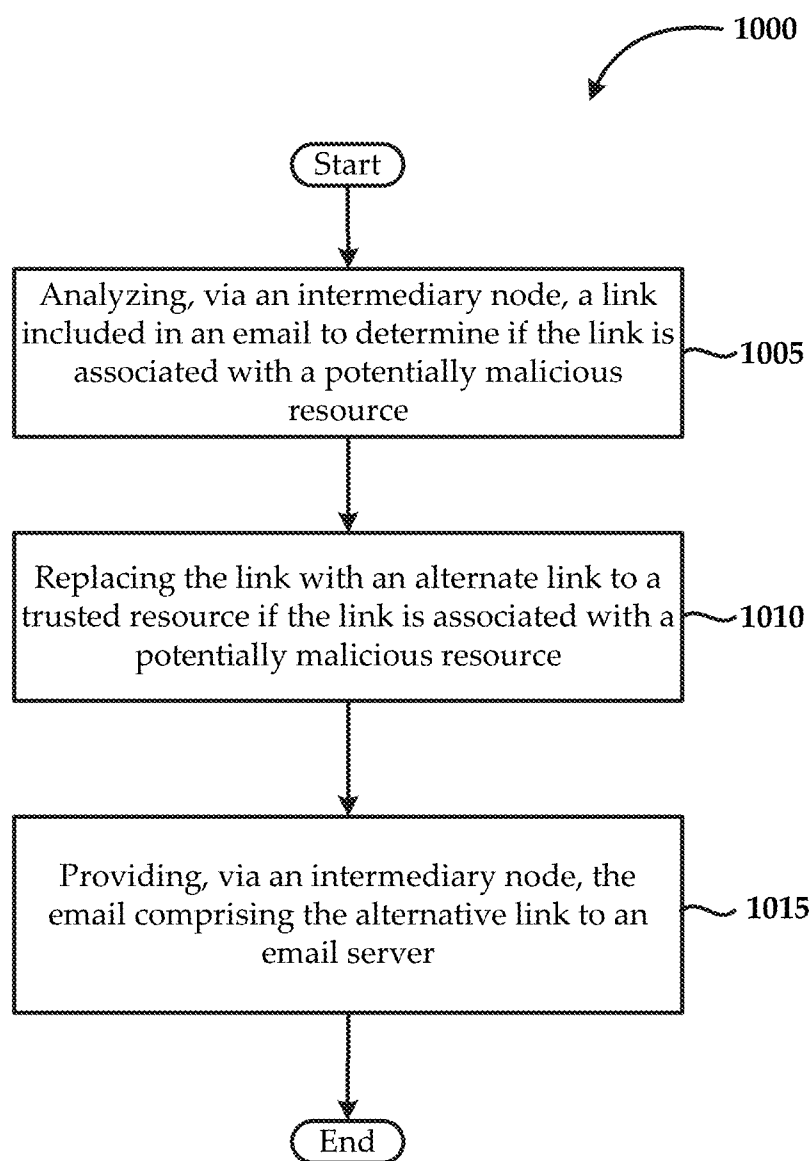 1000
Start
Analyzing, via an intermediary node, a link
included in an email to determine if the link is
associated with a potentially malicious
resource
1005
Replacing the link with an alternate link to a
trusted resource if the link is associated with a
potentially malicious resource
1010
Providing, via an intermediary node, the
email comprising the alternative link to an
email server
1015
End